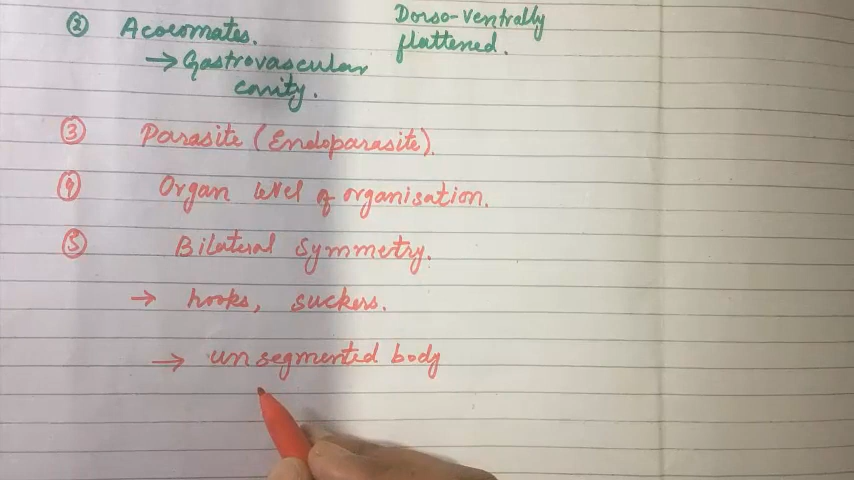 ② Acoeomates.
Dorso-ventrally
flattened.
→ Gastrovascular
cavity.
③ Parasite (Endoparasite).
④ Organ level of organisation.
⑤ Bilateral Symmetry.
→ hooks, suckers.
→ unsegmented body